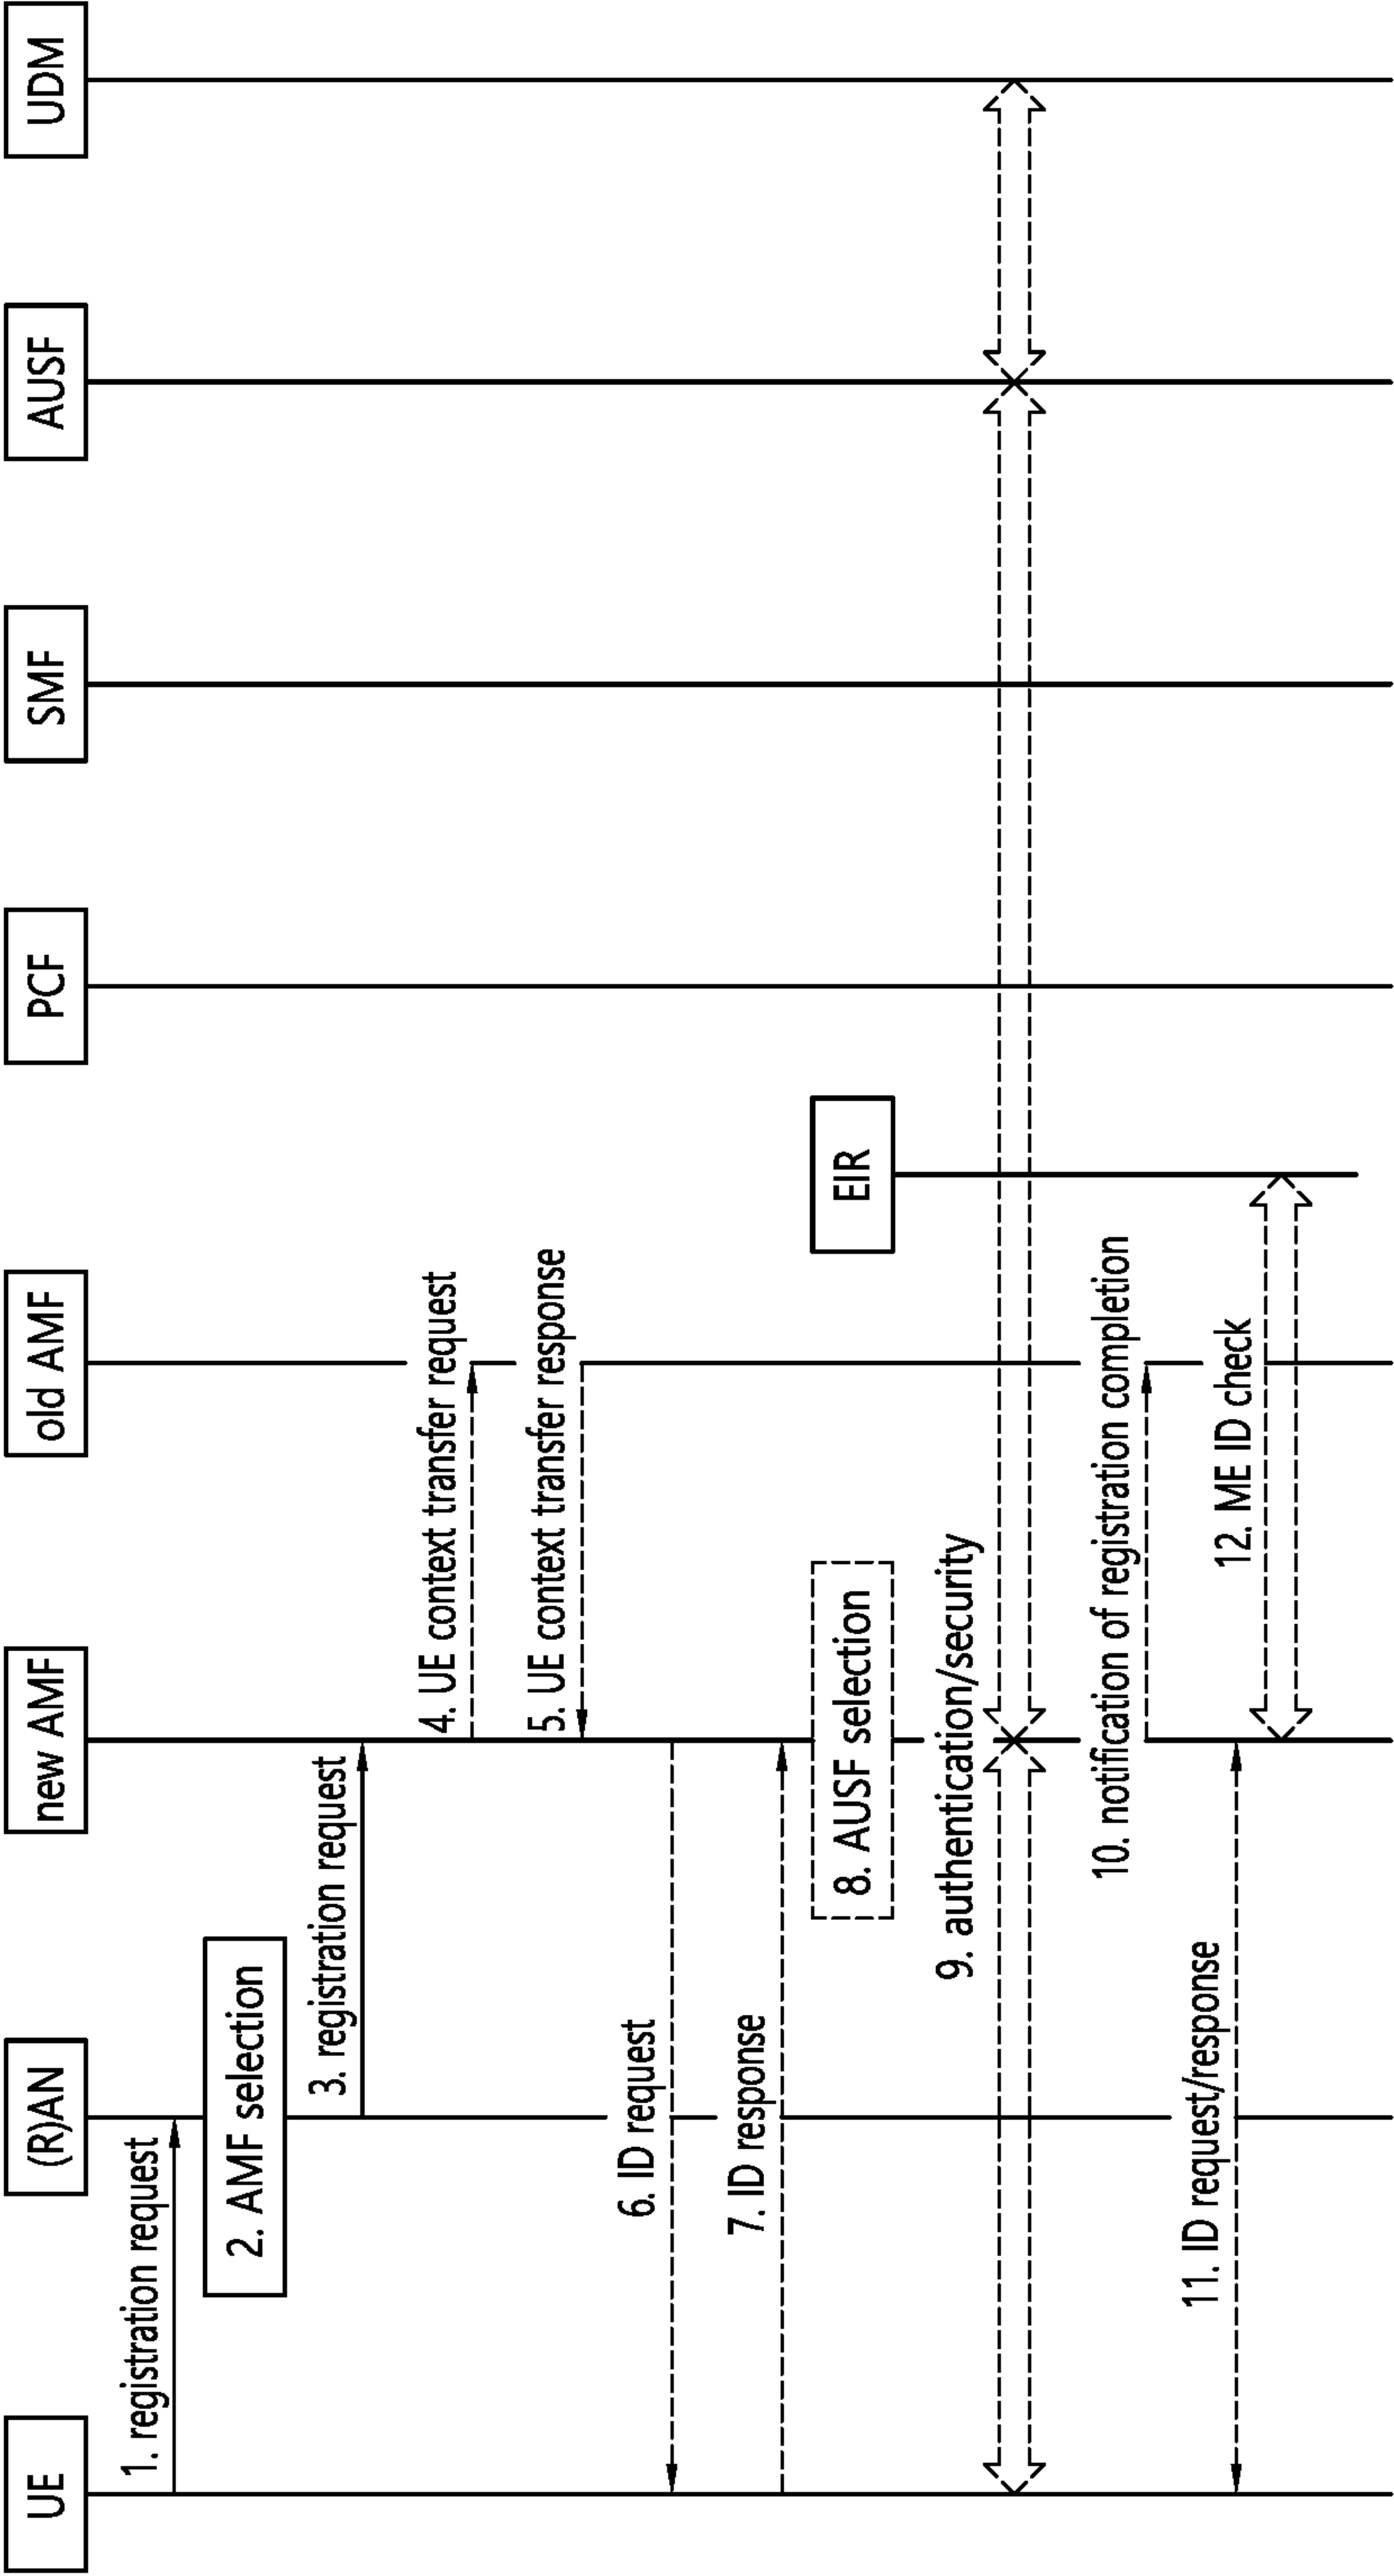 UE
(R)AN
new AMF
old AMF
PCF
SMF
AUSF
UDM
1. registration request
2. AMF selection
3. registration request
4. UE context transfer request
5. UE context transfer response
6. ID request
7. ID response
8. AUSF selection
EIR
9. authentication/security
10. notification of registration completion
11. ID request/response
12. ME ID check